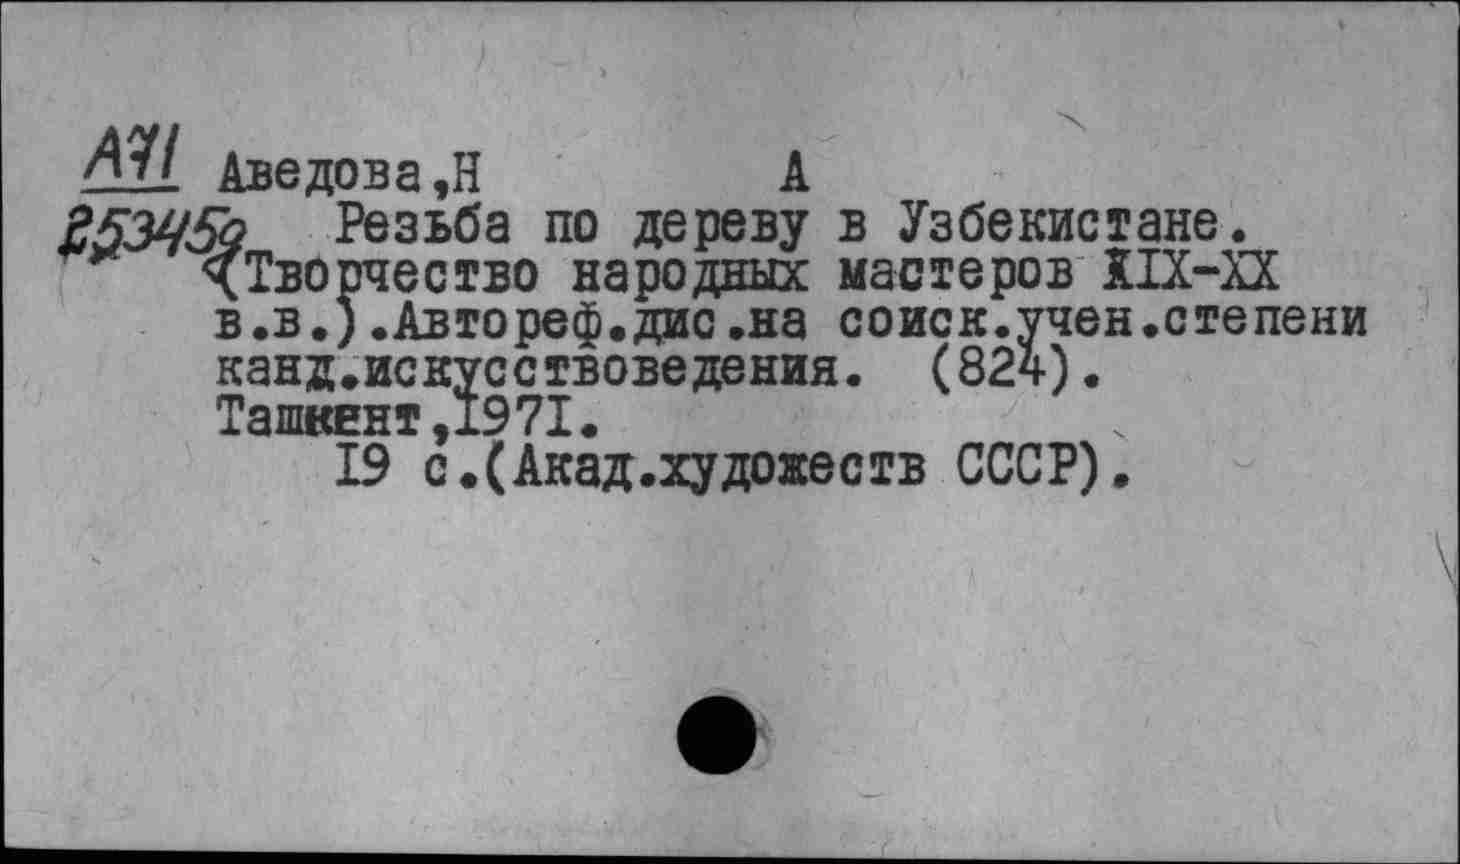 А71 Аведова,Н А
253459 Резьба по дереву в Узбекистане.
(Творчество народных мастеров XIX-XX
в.в.).Автореф.дис.на соиск.учен.степени
канд.искусствоведения. (824).
Ташкент,1971.
19 с.(Акад.художеств СССР).